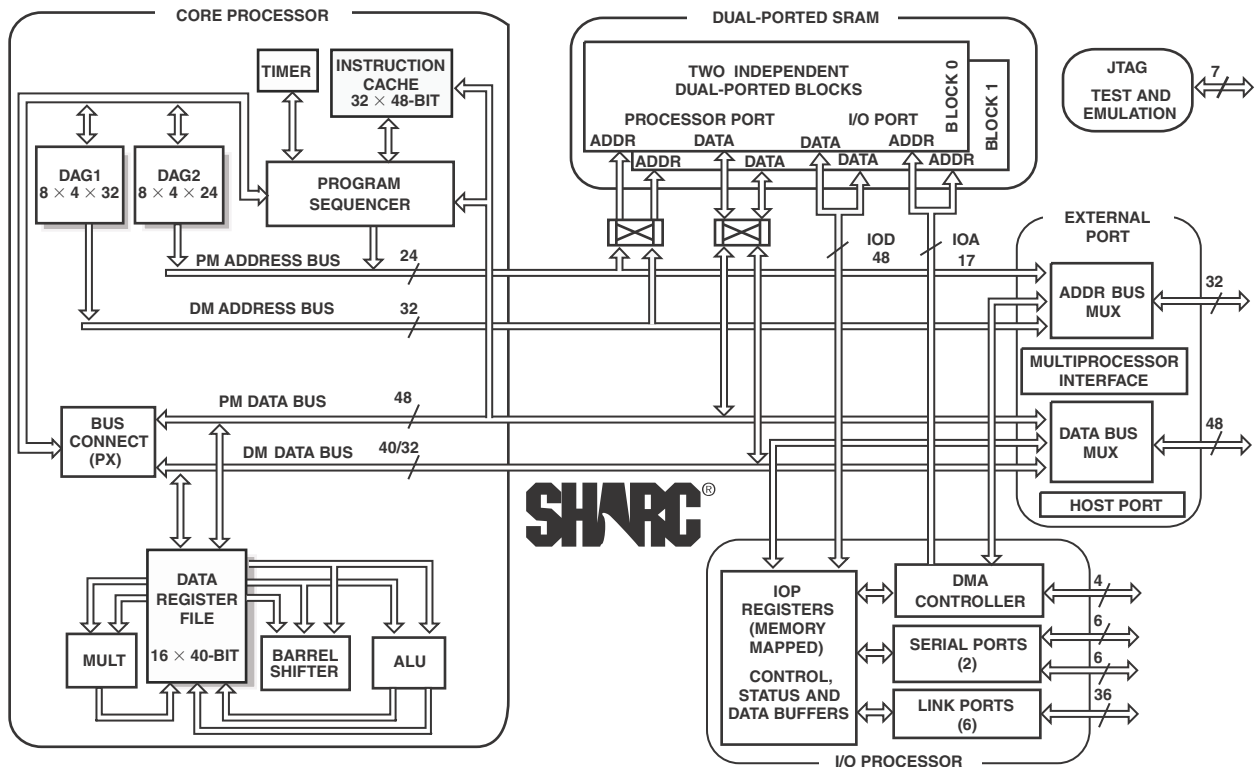 CORE PROCESSOR
TIMER
INSTRUCTION
CACHE
32 × 48-BIT
DAG1
8 × 4 × 32
DAG2
8 × 4 × 24
PROGRAM
SEQUENCER
PM ADDRESS BUS
24
DM ADDRESS BUS
32
PM DATA BUS
48
BUS
CONNECT
(PX)
DM DATA BUS
40/32
DATA
REGISTER
FILE
16 × 40-BIT
MULT
BARREL
SHIFTER
ALU
DUAL-PORTED SRAM
TWO INDEPENDENT
DUAL-PORTED BLOCKS
PROCESSOR PORT
I/O PORT
ADDR
DATA
DATA
ADDR
ADDR
DATA
DATA
ADDR
BLOCK 0
BLOCK 1
JTAG
TEST AND
EMULATION
7
IOD
48
IOA
17
EXTERNAL
PORT
ADDR BUS
MUX
32
MULTIPROCESSOR
INTERFACE
DATA BUS
MUX
48
HOST PORT
SHARC®
IOP
REGISTERS
(MEMORY
MAPPED)
CONTROL,
STATUS AND
DATA BUFFERS
DMA
CONTROLLER
4
SERIAL PORTS
(2)
6
6
LINK PORTS
(6)
36
I/O PROCESSOR